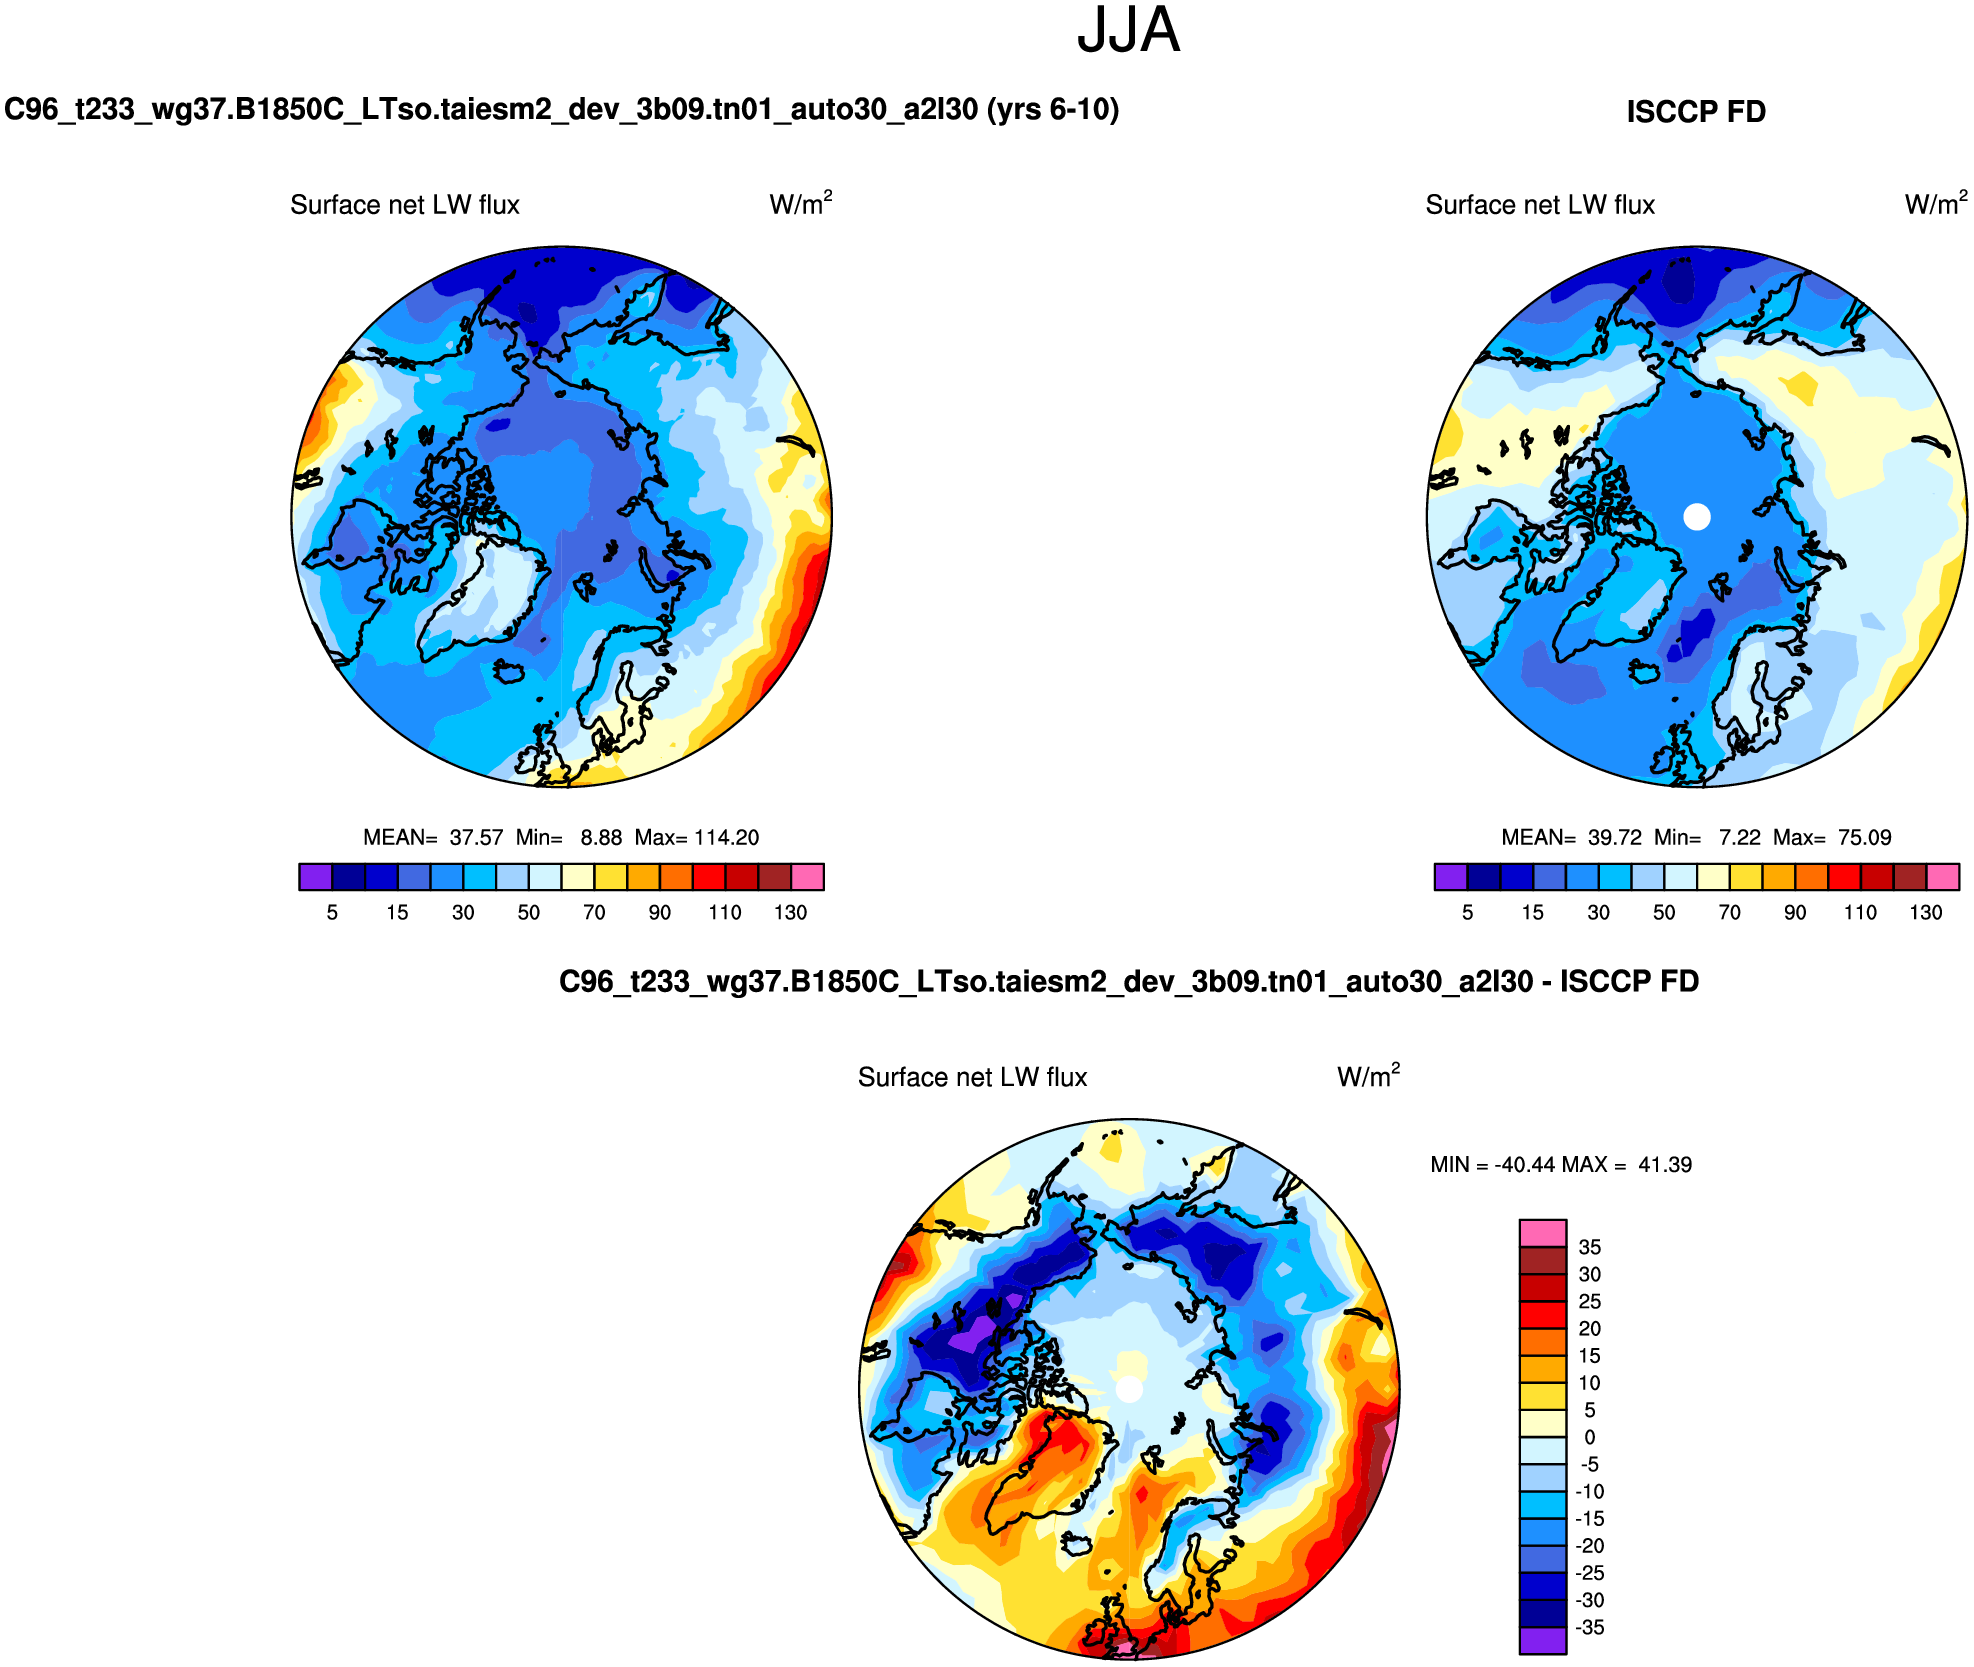 JJA
C96_t233_wg37.B1850C_LTso.taiesm2_dev_3b09.tn01_auto30_a2l30 (yrs 6-10)
ISCCP FD
Surface net LW flux
W/m²
Surface net LW flux
W/m²
MEAN= 37.57 Min= 8.88 Max= 114.20
5 15 30 50 70 90 110 130
MEAN= 39.72 Min= 7.22 Max= 75.09
5 15 30 50 70 90 110 130
C96_t233_wg37.B1850C_LTso.taiesm2_dev_3b09.tn01_auto30_a2l30 - ISCCP FD
Surface net LW flux
W/m²
MIN = -40.44 MAX = 41.39
35
30
25
20
15
10
5
0
-5
-10
-15
-20
-25
-30
-35